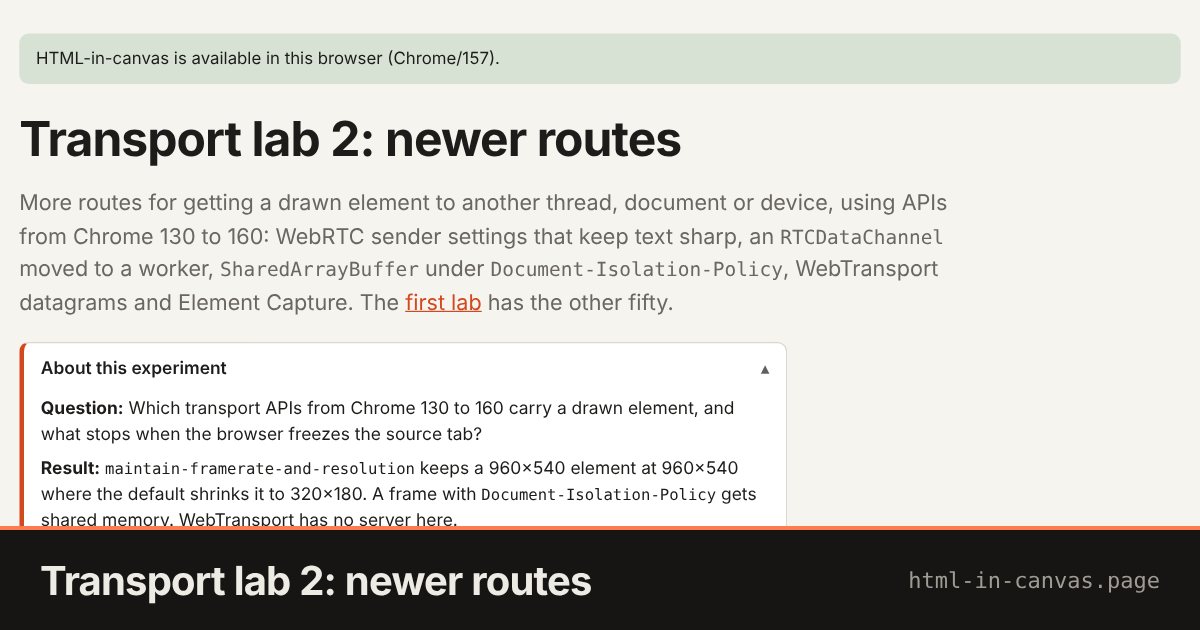 HTML-in-canvas is available in this browser (Chrome/157).
Transport lab 2: newer routes
More routes for getting a drawn element to another thread, document or device, using APIs
from Chrome 130 to 160: WebRTC sender settings that keep text sharp, an RTCDataChannel
moved to a worker, SharedArrayBuffer under Document-Isolation-Policy, WebTransport
datagrams and Element Capture. The first lab has the other fifty.
About this experiment ▲
Question: Which transport APIs from Chrome 130 to 160 carry a drawn element, and
what stops when the browser freezes the source tab?
Result: maintain-framerate-and-resolution keeps a 960×540 element at 960×540
where the default shrinks it to 320×180. A frame with Document-Isolation-Policy gets
shared memory. WebTransport has no server here.
Transport lab 2: newer routes
html-in-canvas.page